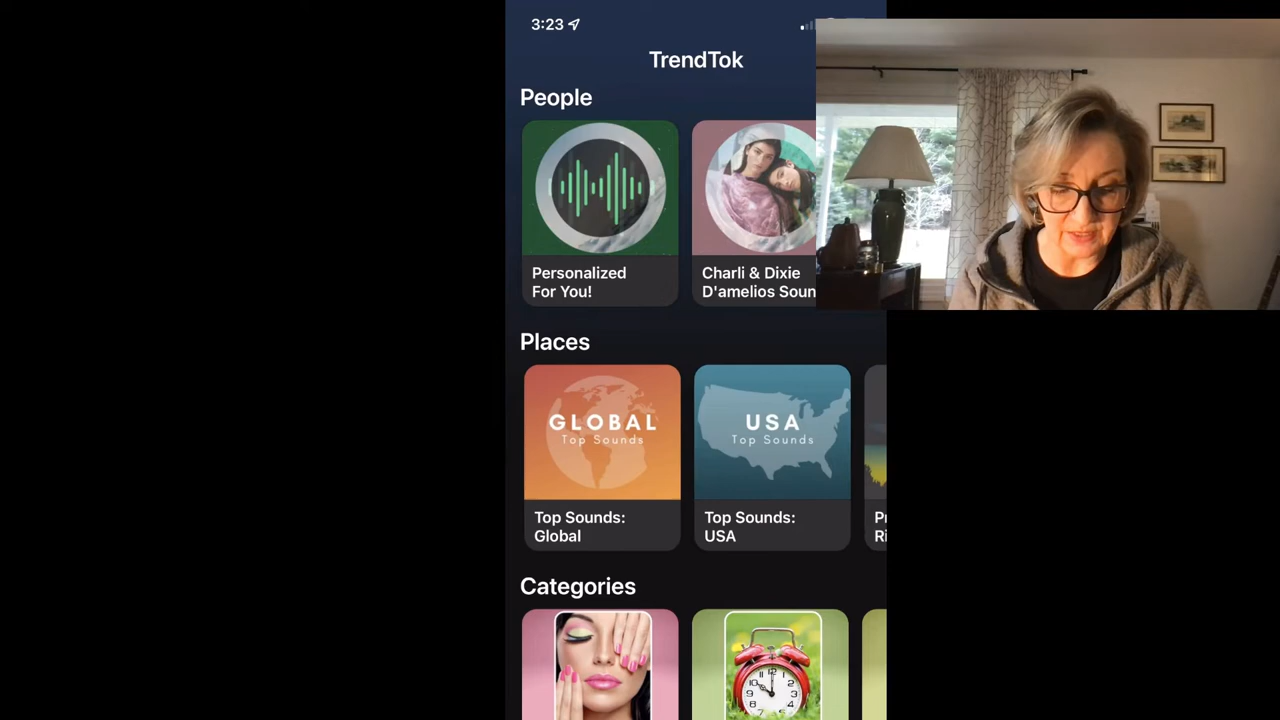 3:23
TrendTok
People
Personalized
For You!
Charli & Dixie
D'amelios Soun
Places
GLOBAL
Top Sounds
USA
Top Sounds
Top Sounds:
Global
Top Sounds:
USA
Categories